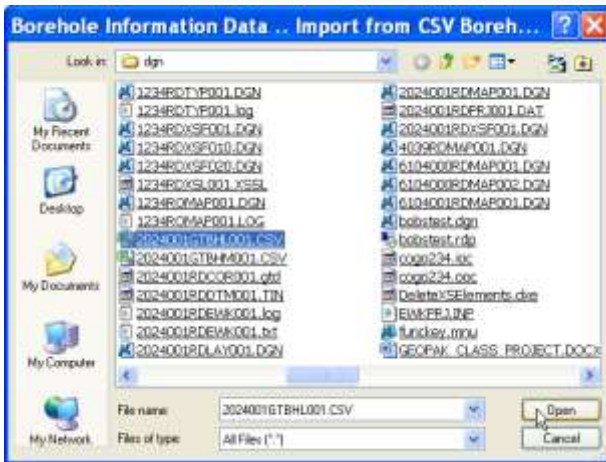 Borehole Information Data .. Import from CSV Boreh...
Look in: dgn
My Recent Documents
Desktop
My Documents
My Computer
My Network
1234RDTYP001.DGN
1234RDTYP001.log
1234RDXSF001.DGN
1234RDXSF010.DGN
1234RDXSF020.DGN
1234RDXSL001.XSSL
1234ROMAP001.DGN
1234ROMAP001.LOG
2024001GTBHL001.CSV
2024001GTBHM001.CSV
2024001RDCOR001.gtd
2024001RDDTM001.TIN
2024001RDEWK001.log
2024001RDEWK001.txt
2024001RDLAY001.DGN
2024001RDMAP001.DGN
2024001RDPRJ001.DAT
2024001RDXSF001.DGN
4039ROMAP001.DGN
6104000RDMAP001.DGN
6104000RDMAP002.DGN
6104001RDMAP001.DGN
bobstest.dgn
bobstest.rdp
cogo234.ioc
cogo234.ooc
DeleteXSElements.dxe
EWKPRJ.INP
funckey.mnu
GEOPAK_CLASS_PROJECT.DOCX
File name: 2024001GTBHL001.CSV Open
Files of type: All Files (*.*) Cancel